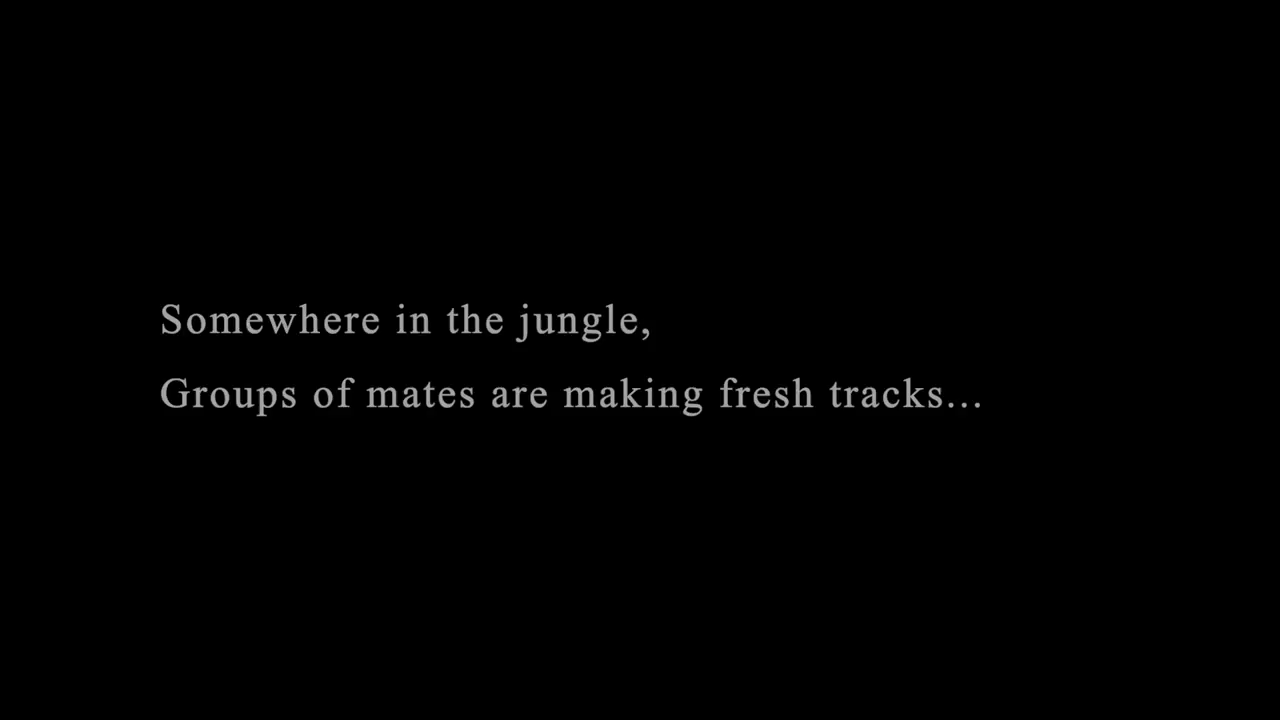 Somewhere in the jungle,
Groups of mates are making fresh tracks...